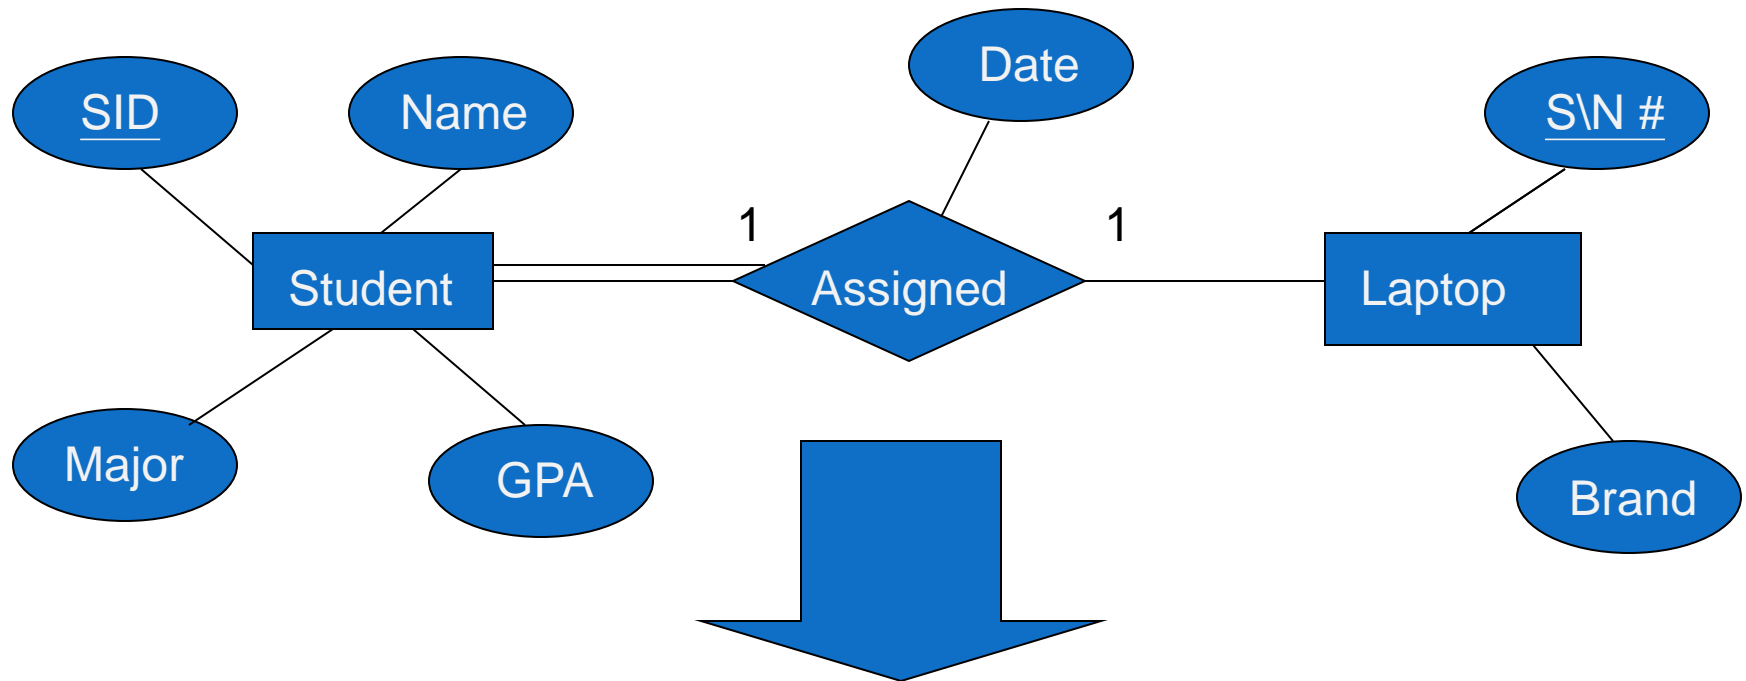 Date
SID
Name
S\N #
1
1
Student
Assigned
Laptop
Major
GPA
Brand